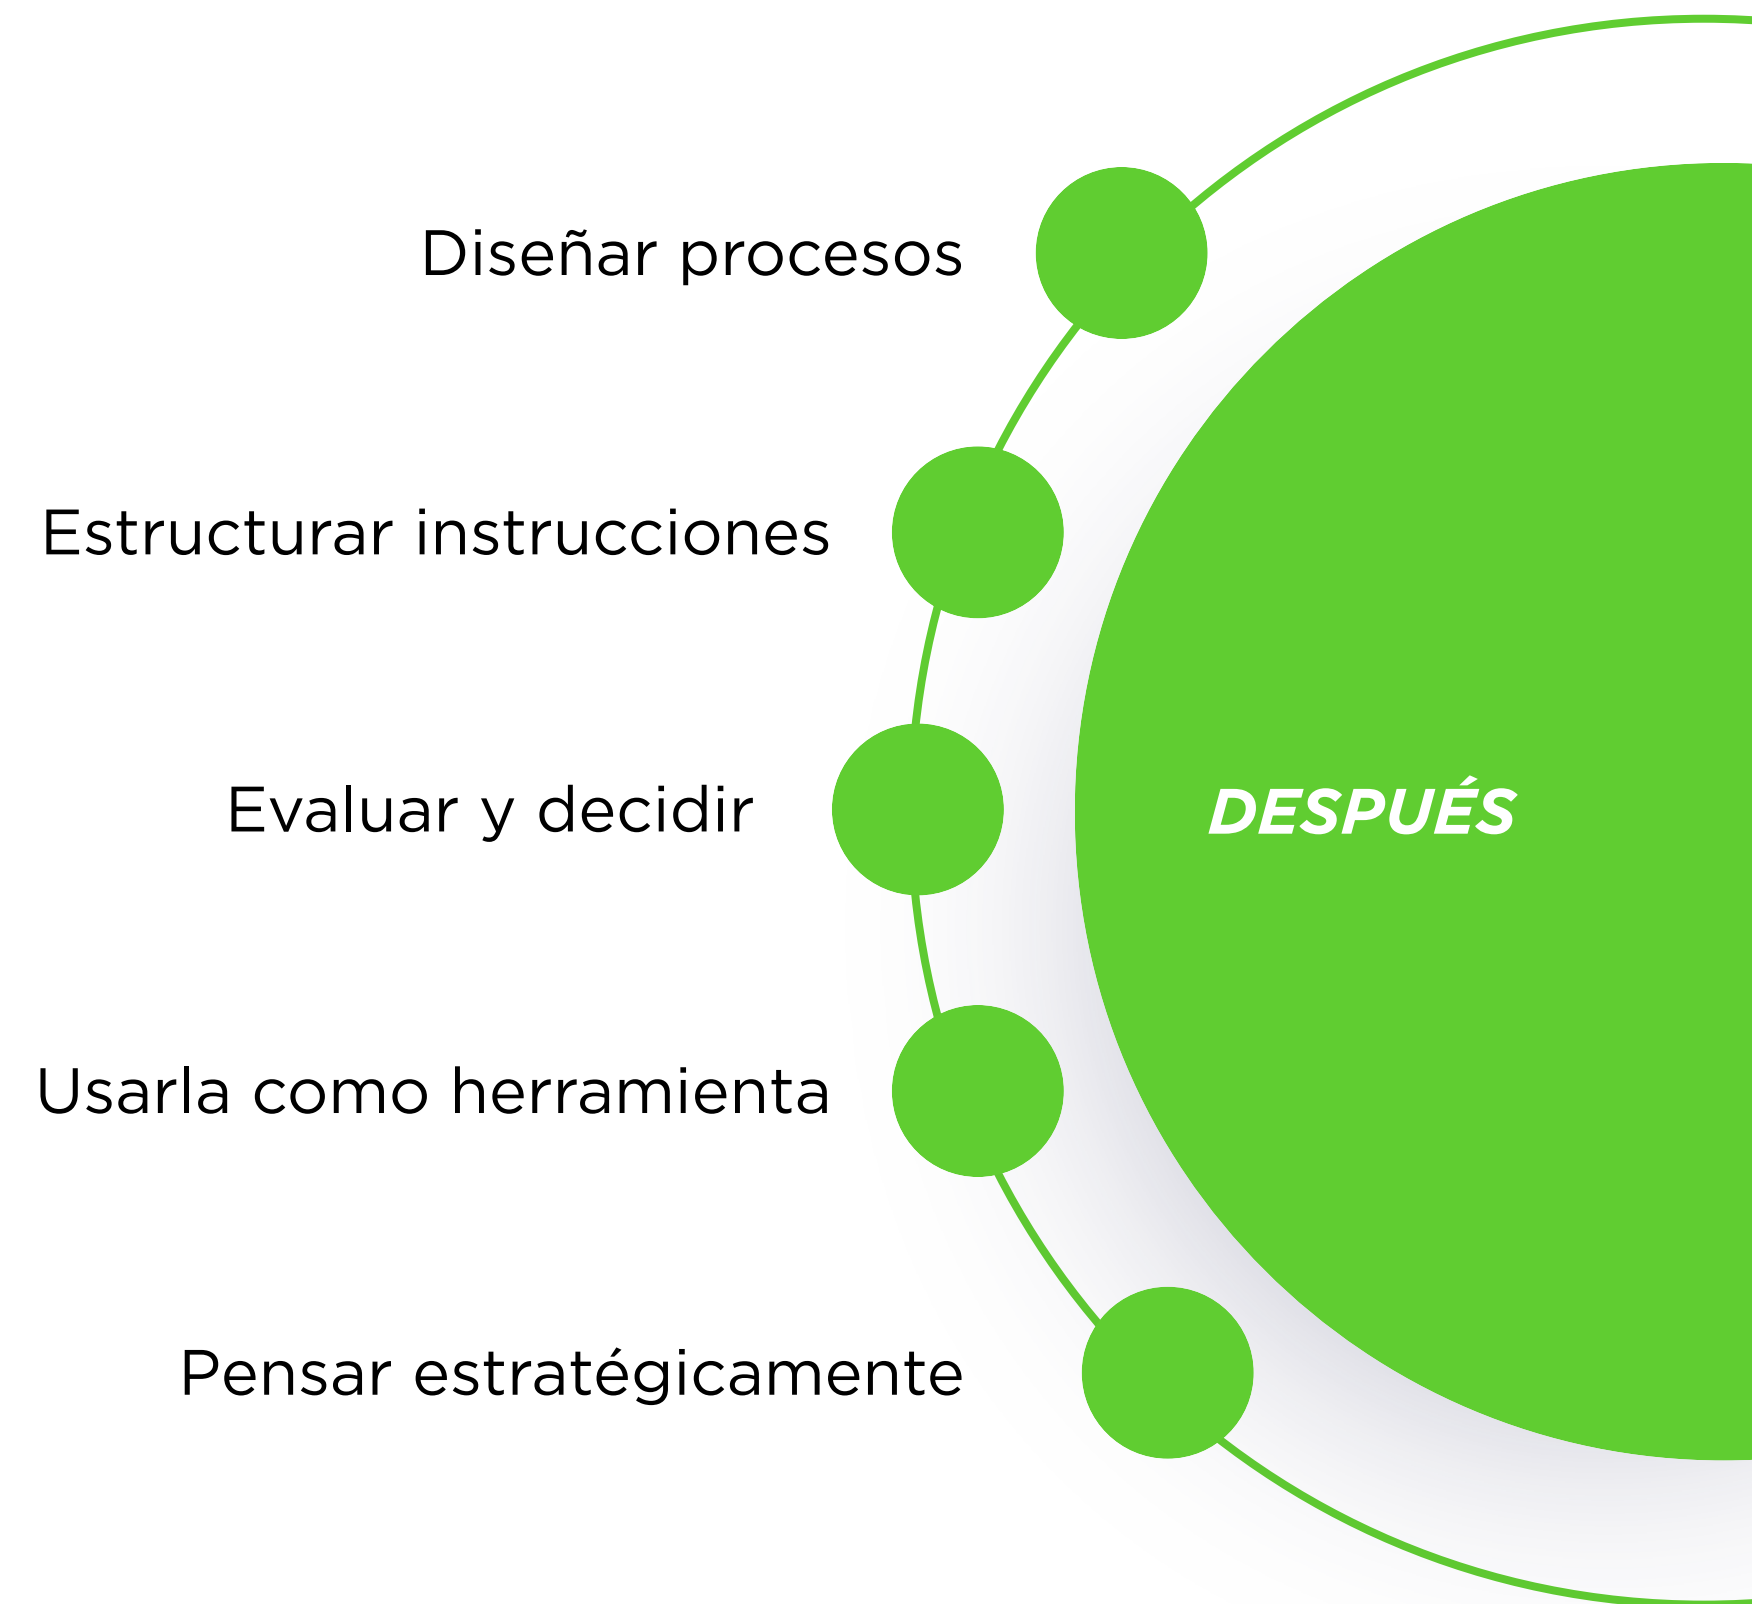 Diseñar procesos
Estructurar instrucciones
Evaluar y decidir
DESPUÉS
Usarla como herramienta
Pensar estratégicamente